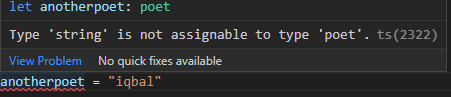 let anotherpoet: poet
Type 'string' is not assignable to type 'poet'. ts(2322)
View Problem No quick fixes available
anotherpoet = "iqbal"